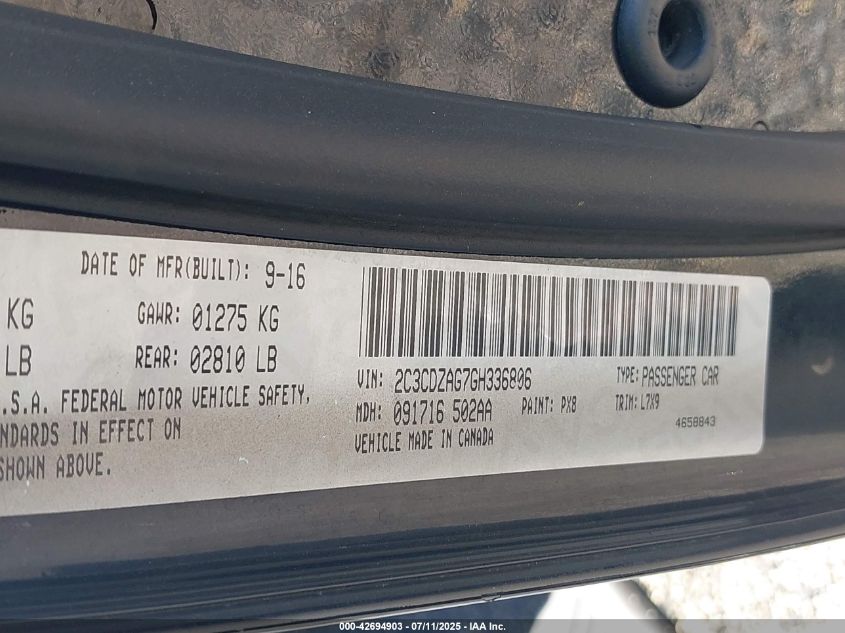 DATE OF MFR(BUILT): 9-16
KG GAWR: 01275 KG
LB REAR: 02810 LB
.S.A. FEDERAL MOTOR VEHICLE SAFETY,
NDARDS IN EFFECT ON
SHOWN ABOVE.
VIN: 2C3CDZAG7GH336806 TYPE: PASSENGER CAR
MDH: 091716 502AA PAINT: PX8 TRIM: L7X9
VEHICLE MADE IN CANADA 4658843
000-42694903 - 07/11/2025 - IAA Inc.